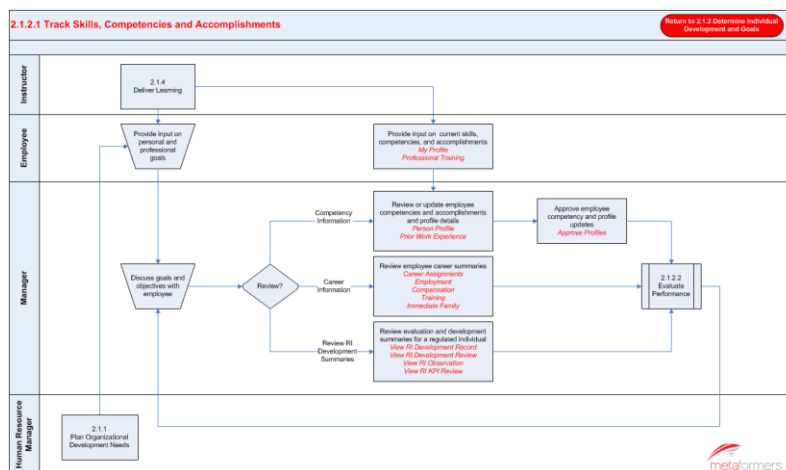 2.1.2.1 Track Skills, Competencies and Accomplishments
Return to 2.1.2 Determine Individual
Development and Goals
Instructor
2.1.4
Deliver Learning
Employee
Provide input on
personal and
professional
goals
Provide input on current skills,
competencies, and accomplishments
My Profile
Professional Training
Manager
Competency
Information
Review or update employee
competencies and accomplishments
and profile details
Person Profile
Prior Work Experience
Approve employee
competency and profile
updates
Approve Profiles
Discuss goals and
objectives with
employee
Review?
Career
Information
Review employee career summaries
Career Assignments
Employment
Compensation
Training
Immediate Family
2.1.2.2
Evaluate
Performance
Review RI
Development
Summaries
Review evaluation and development
summaries for a regulated individual
View RI Development Record
View RI Development Review
View RI Observation
View RI KPI Review
Human Resource
Manager
2.1.1
Plan Organizational
Development Needs
metaformers